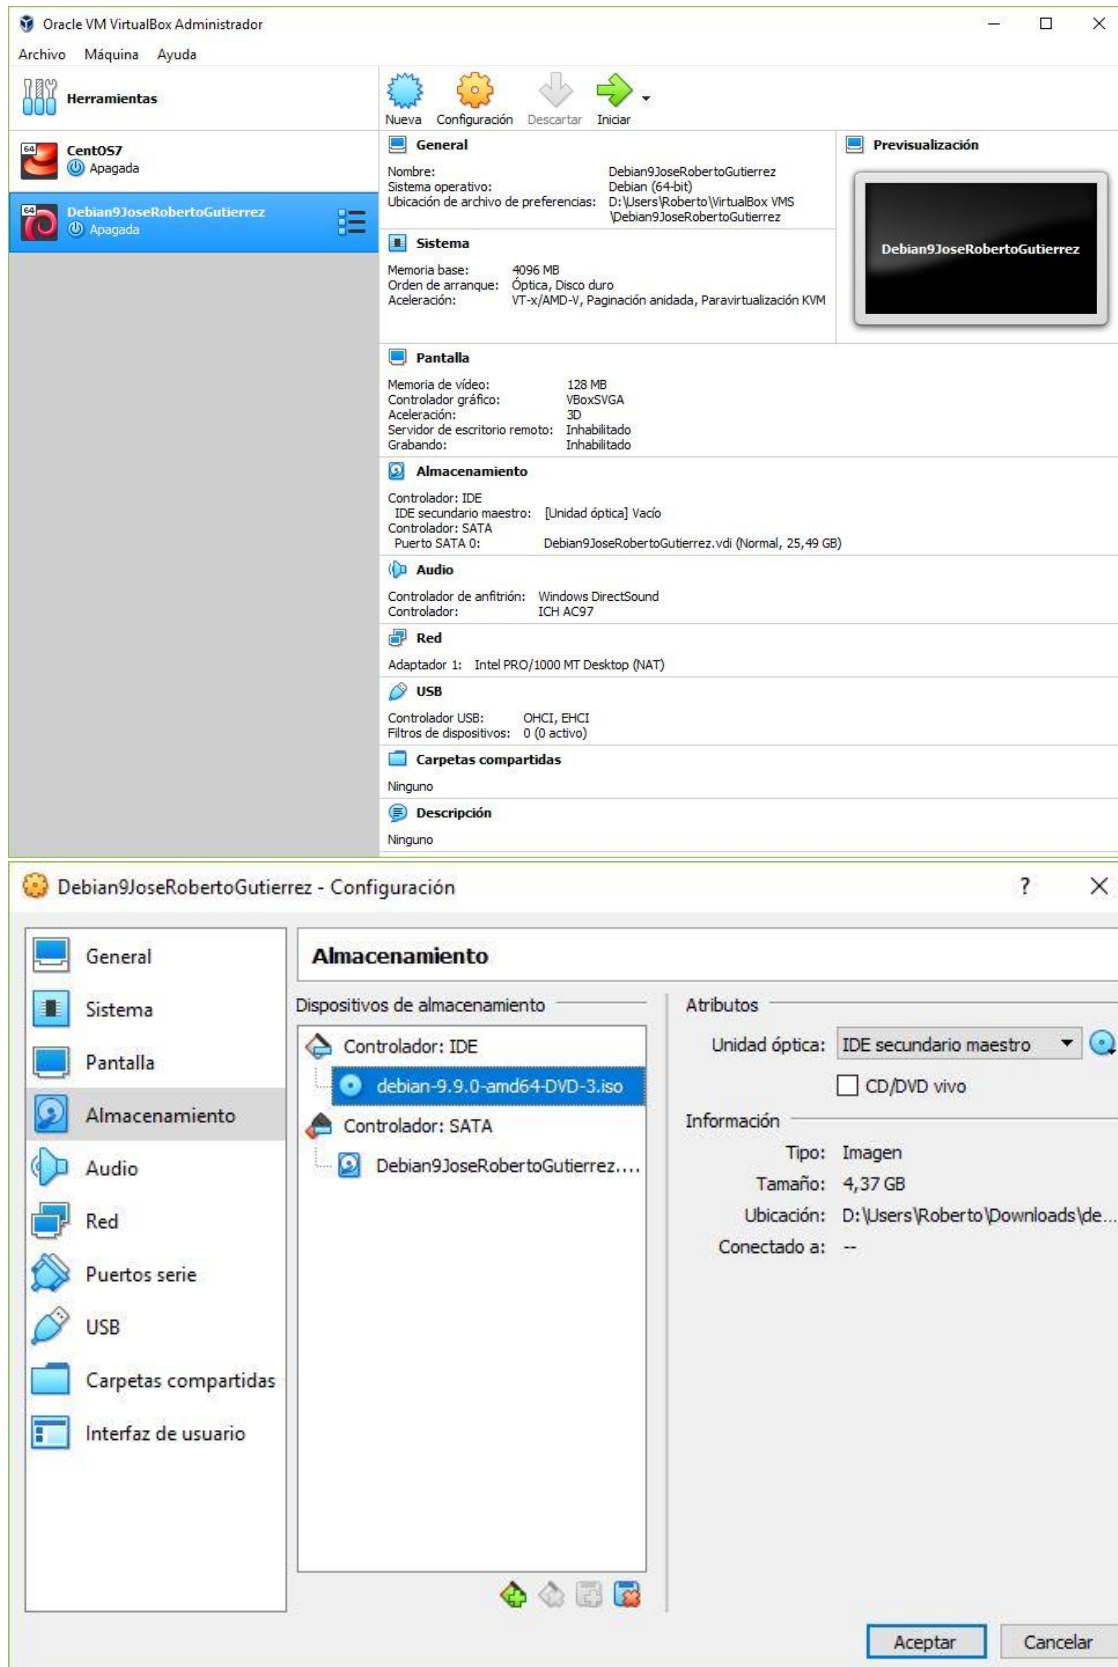 Oracle VM VirtualBox Administrador
Archivo Máquina Ayuda
Herramientas
Nueva Configuración Descartar Iniciar
64
CentOS7
Apagada
64
Debian9JoseRobertoGutierrez
Apagada
General
Nombre: Debian9JoseRobertoGutierrez
Sistema operativo: Debian (64-bit)
Ubicación de archivo de preferencias: D:\Users\Roberto\VirtualBox VMS
\Debian9JoseRobertoGutierrez
Previsualización
Debian9JoseRobertoGutierrez
Sistema
Memoria base: 4096 MB
Orden de arranque: Óptica, Disco duro
Aceleración: VT-x/AMD-V, Paginación anidada, Paravirtualización KVM
Pantalla
Memoria de vídeo: 128 MB
Controlador gráfico: VBoxSVGA
Aceleración: 3D
Servidor de escritorio remoto: Inhabilitado
Grabando: Inhabilitado
Almacenamiento
Controlador: IDE
IDE secundario maestro: [Unidad óptica] Vacío
Controlador: SATA
Puerto SATA 0: Debian9JoseRobertoGutierrez.vdi (Normal, 25,49 GB)
Audio
Controlador de anfitrión: Windows DirectSound
Controlador: ICH AC97
Red
Adaptador 1: Intel PRO/1000 MT Desktop (NAT)
USB
Controlador USB: OHCI, EHCI
Filtros de dispositivos: 0 (0 activo)
Carpetas compartidas
Ninguno
Descripción
Ninguno
Debian9JoseRobertoGutierrez - Configuración
?
General
Sistema
Pantalla
Almacenamiento
Audio
Red
Puertos serie
USB
Carpetas compartidas
Interfaz de usuario
Almacenamiento
Dispositivos de almacenamiento
Controlador: IDE
debian-9.9.0-amd64-DVD-3.iso
Controlador: SATA
Debian9JoseRobertoGutierrez....
Atributos
Unidad óptica: IDE secundario maestro
CD/DVD vivo
Información
Tipo: Imagen
Tamaño: 4,37 GB
Ubicación: D:\Users\Roberto\Downloads\de...
Conectado a: --
Aceptar Cancelar